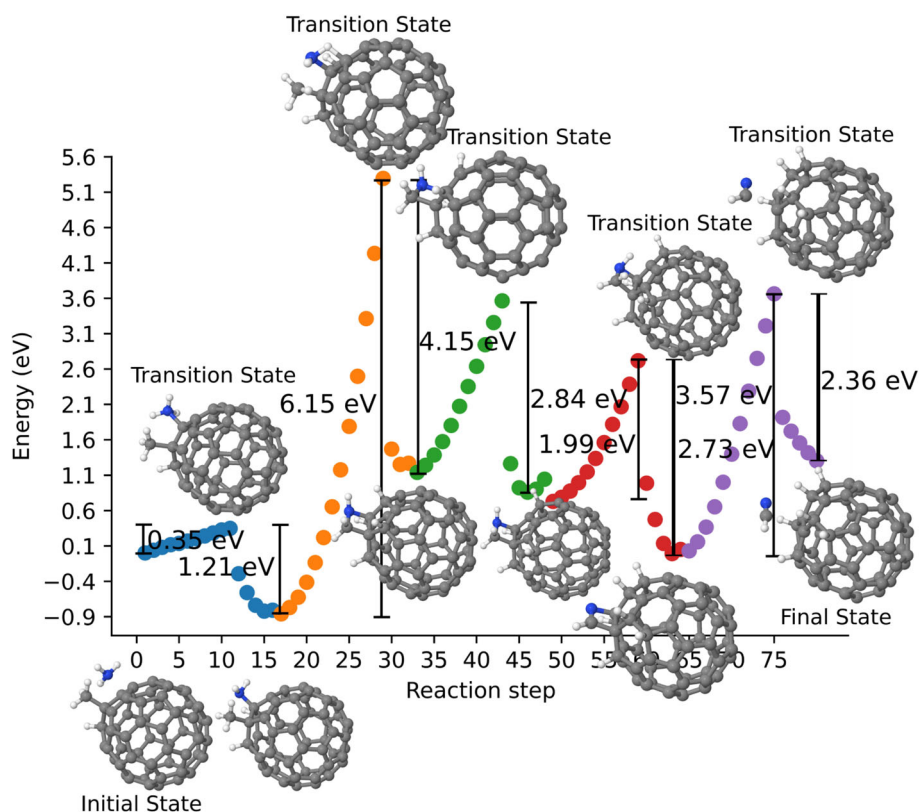 Transition State
Transition State
Transition State
Transition State
Transition State
5.6
5.1
4.6
4.1
3.6
3.1
2.6
2.1
1.6
1.1
0.6
0.1
−0.4
−0.9
Energy (eV)
0.35 eV
1.21 eV
6.15 eV
4.15 eV
2.84 eV
1.99 eV
3.57 eV
2.73 eV
2.36 eV
0 5 10 15 20 25 30 35 40 45 50 55 75
Reaction step
Initial State
Final State